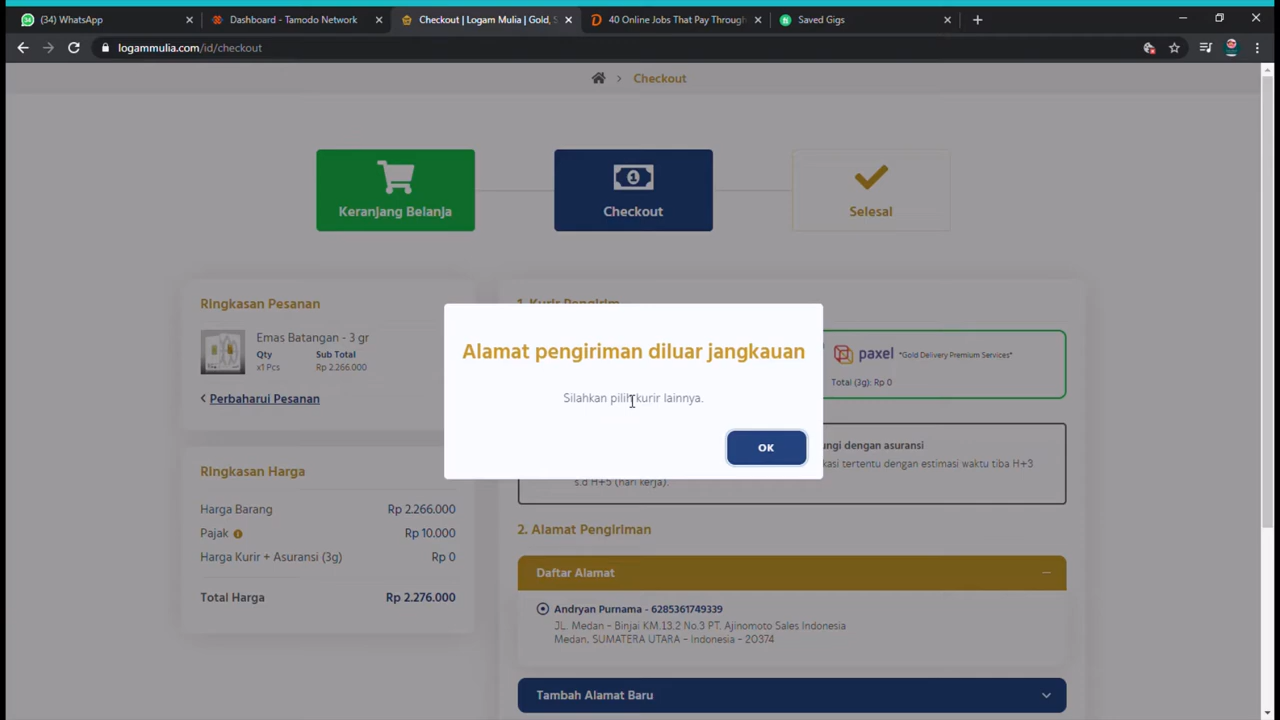 (34) WhatsApp
Dashboard - Tamodo Network
Checkout | Logam Mulia | Gold, S
40 Online Jobs That Pay Through
Saved Gigs
logammulia.com/id/checkout
Checkout
Keranjang Belanja
Checkout
Selesai
Ringkasan Pesanan
Emas Batangan - 3 gr
Qty
Sub Total
x1 Pcs
Rp 2.266.000
Perbaharui Pesanan
Ringkasan Harga
Harga Barang
Rp 2.266.000
Pajak
Rp 10.000
Harga Kurir + Asuransi (3g)
Rp 0
Total Harga
Rp 2.276.000
1. Kurir Pengirim
paxel *Gold Delivery Premium Services*
Total (3g): Rp 0
Alamat pengiriman diluar jangkauan
Silahkan pilih kurir lainnya.
OK
ungi dengan asuransi
kasi tertentu dengan estimasi waktu tiba H+3
s.d H+5 (hari kerja).
2. Alamat Pengiriman
Daftar Alamat
Andryan Purnama - 6285361749339
JL. Medan - Binjai KM.13.2 No.3 PT. Ajinomoto Sales Indonesia
Medan, SUMATERA UTARA - Indonesia - 20374
Tambah Alamat Baru